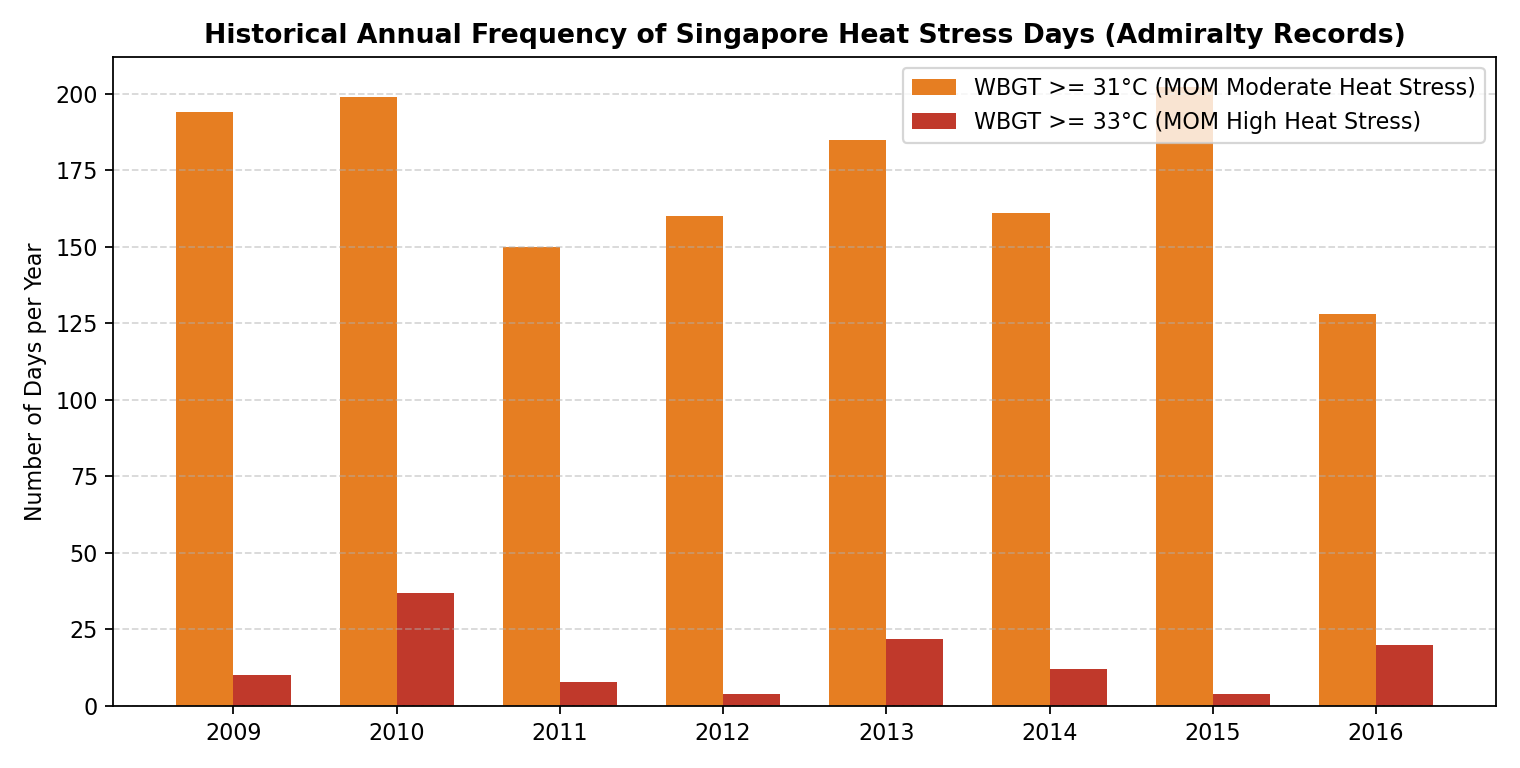 Historical Annual Frequency of Singapore Heat Stress Days (Admiralty Records)
WBGT >= 31°C (MOM Moderate Heat Stress)
WBGT >= 33°C (MOM High Heat Stress)
Number of Days per Year
200
175
150
125
100
75
50
25
0
2009 2010 2011 2012 2013 2014 2015 2016